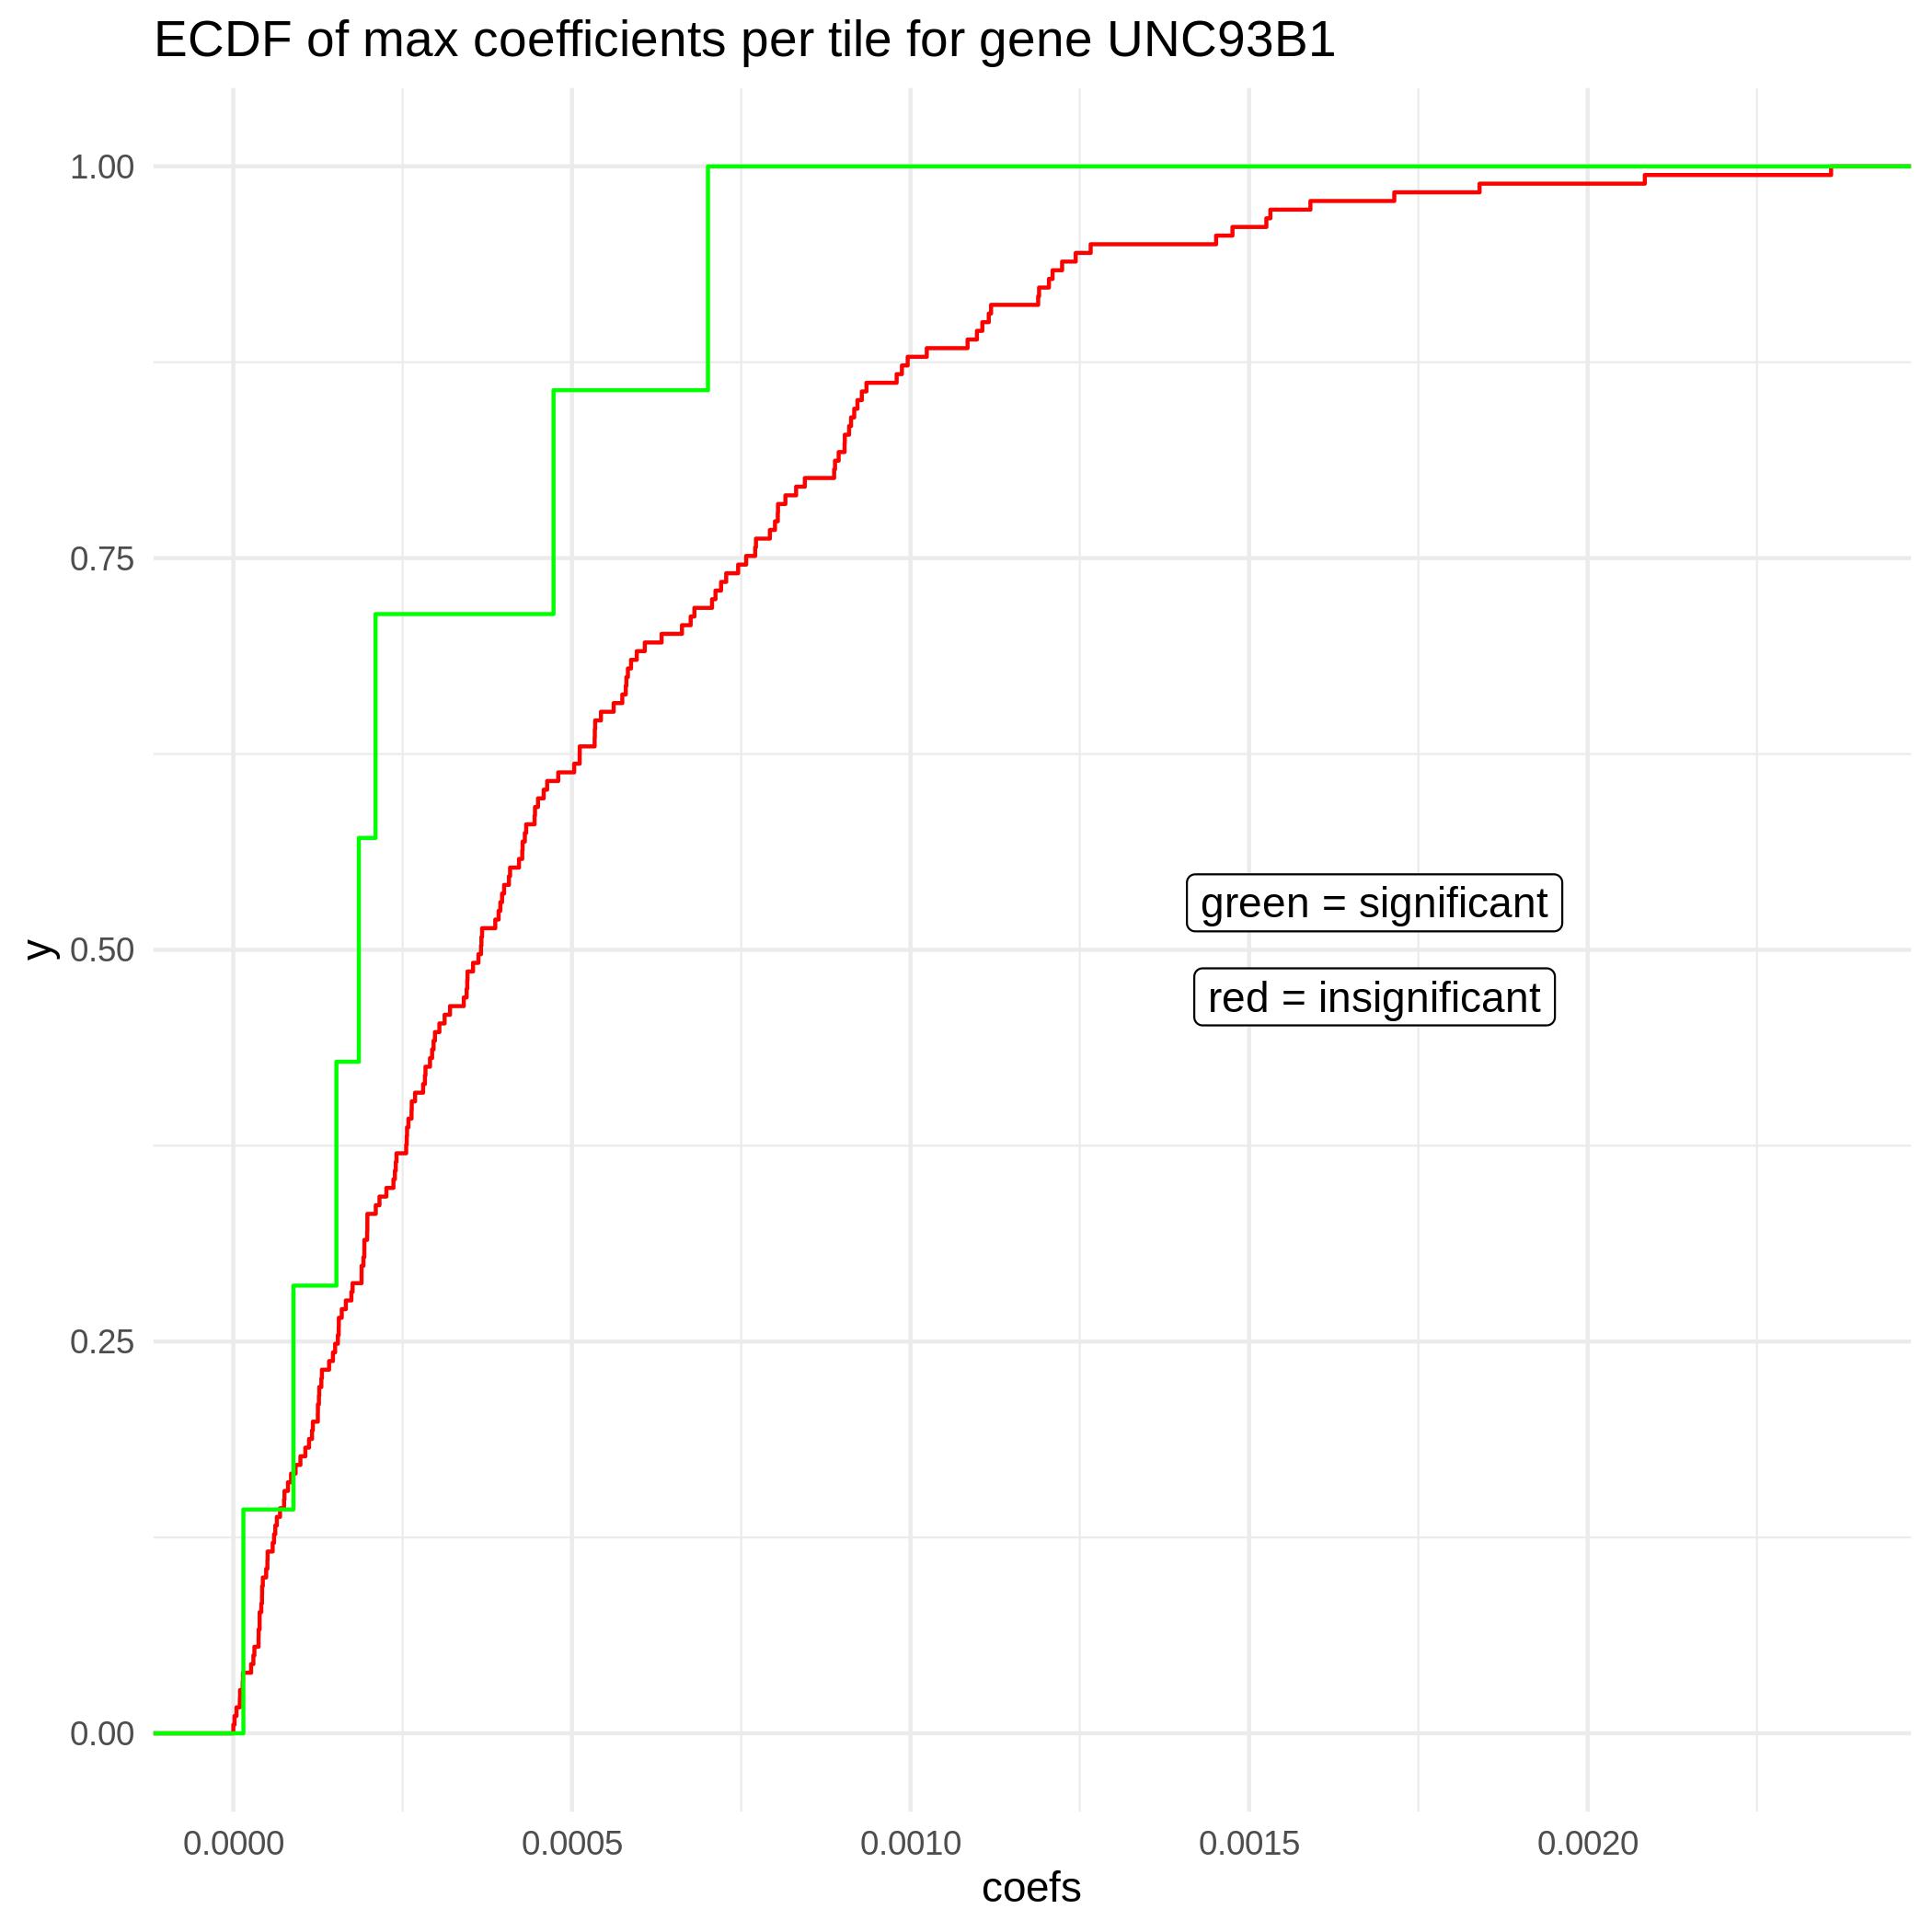 ECDF of max coefficients per tile for gene UNC93B1
1.00
0.75
0.50
0.25
0.00
y
green = significant
red = insignificant
0.0000 0.0005 0.0010 0.0015 0.0020
coefs